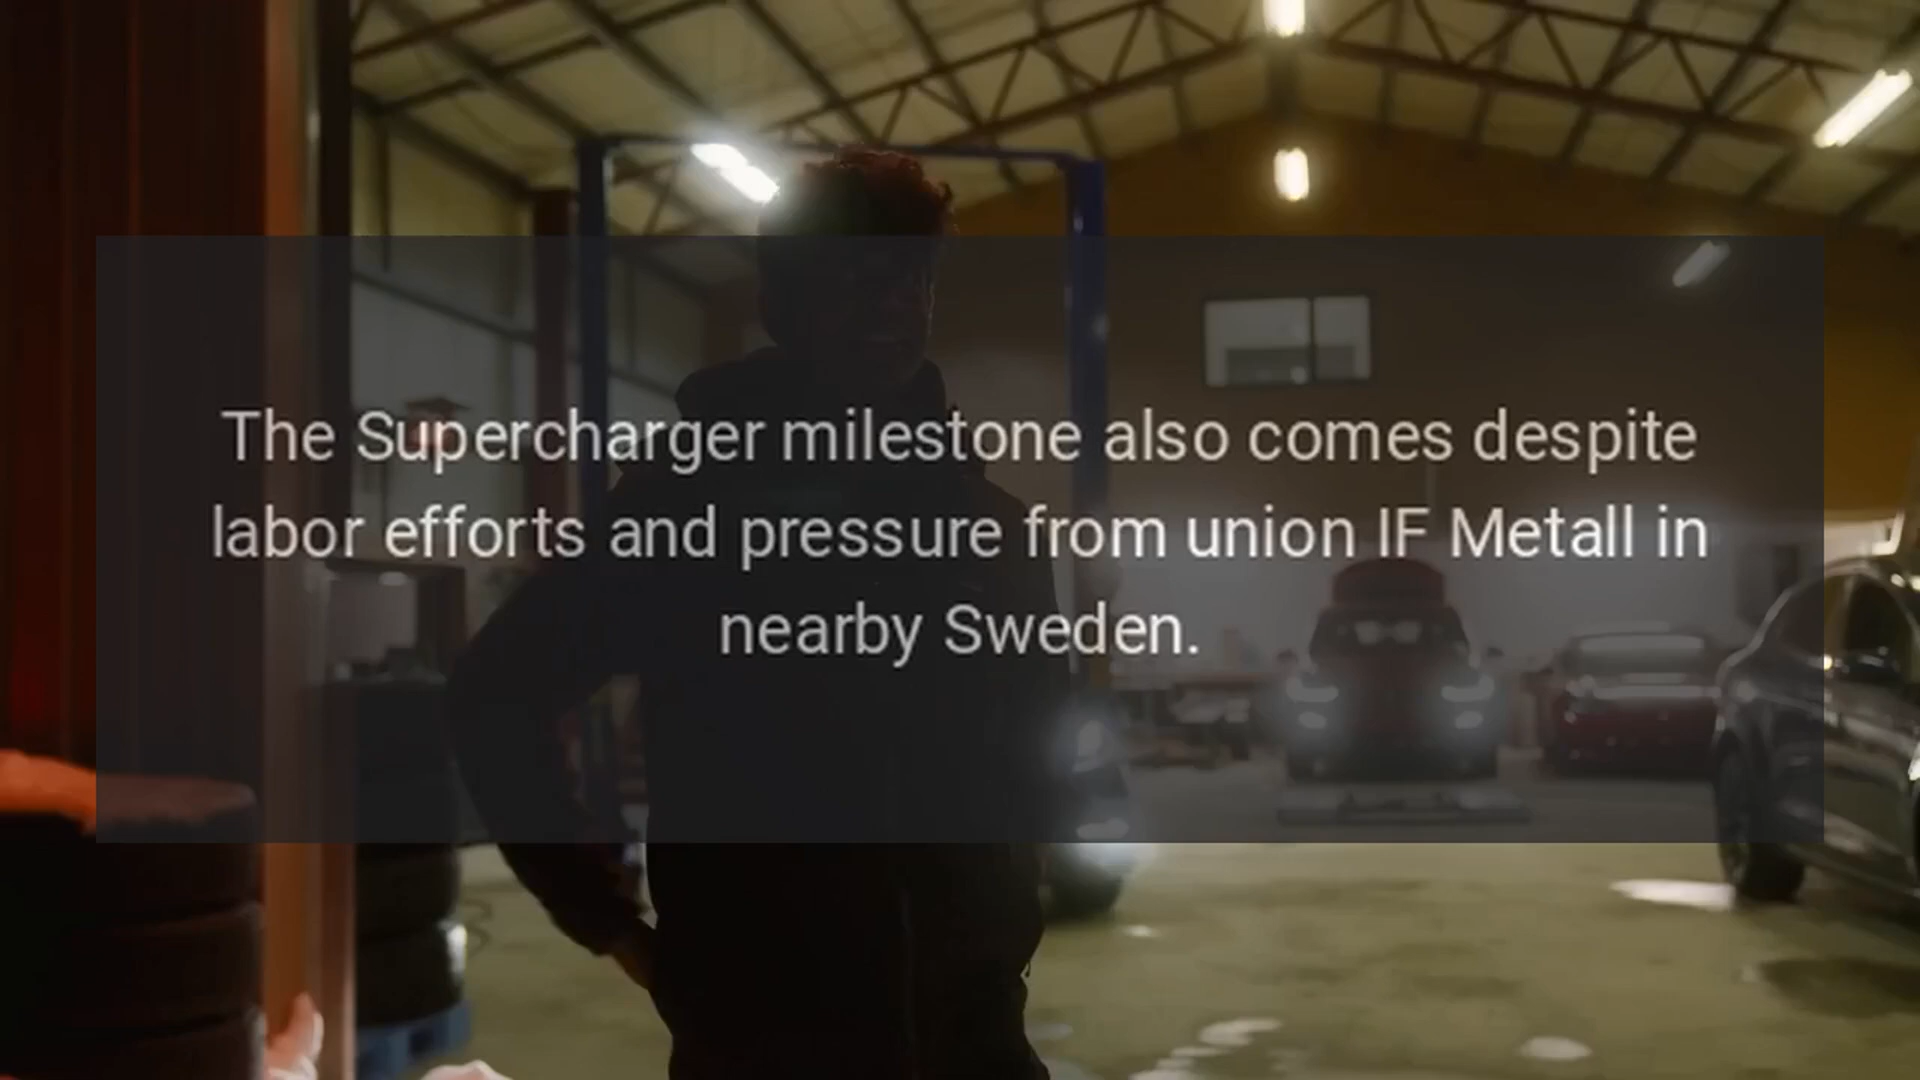 The Supercharger milestone also comes despite
labor efforts and pressure from union IF Metall in
nearby Sweden.